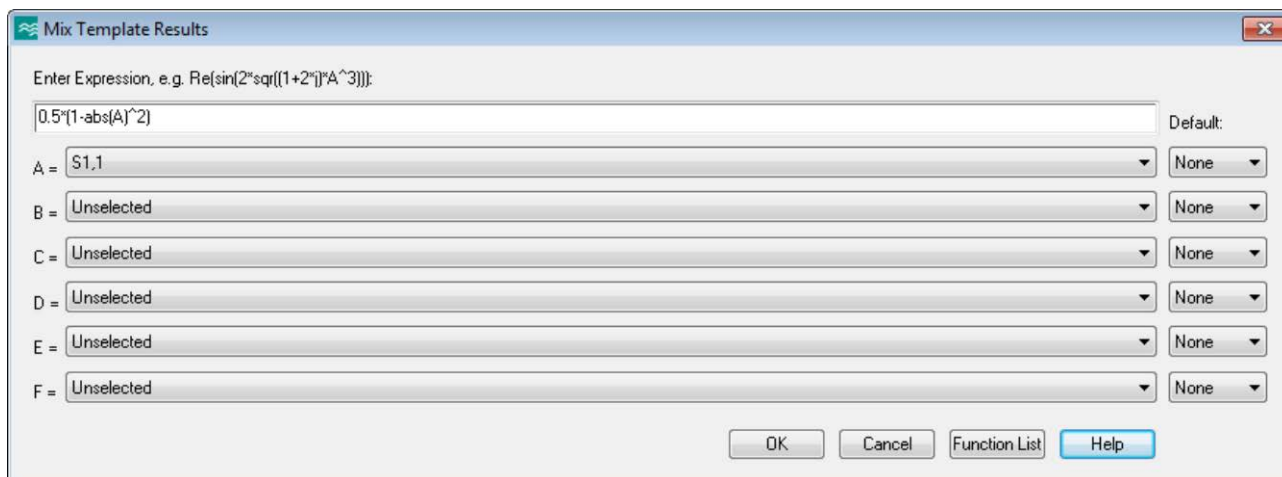 Mix Template Results
Enter Expression, e.g. Re(sin(2*sqr((1+2*j)*A^3))):
0.5*(1-abs(A)^2)
Default:
A = S1,1 None
B = Unselected None
C = Unselected None
D = Unselected None
E = Unselected None
F = Unselected None
OK Cancel Function List Help